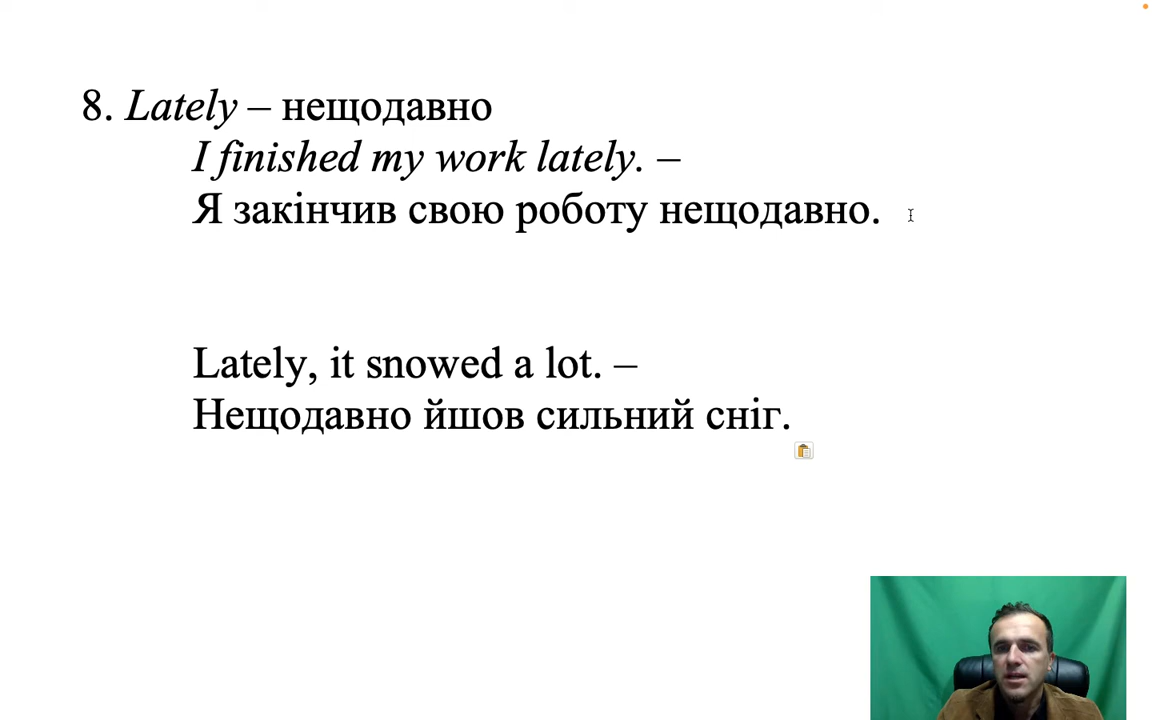 8. Lately – нещодавно
I finished my work lately. –
Я закінчив свою роботу нещодавно.
Lately, it snowed a lot. –
Нещодавно йшов сильний сніг.